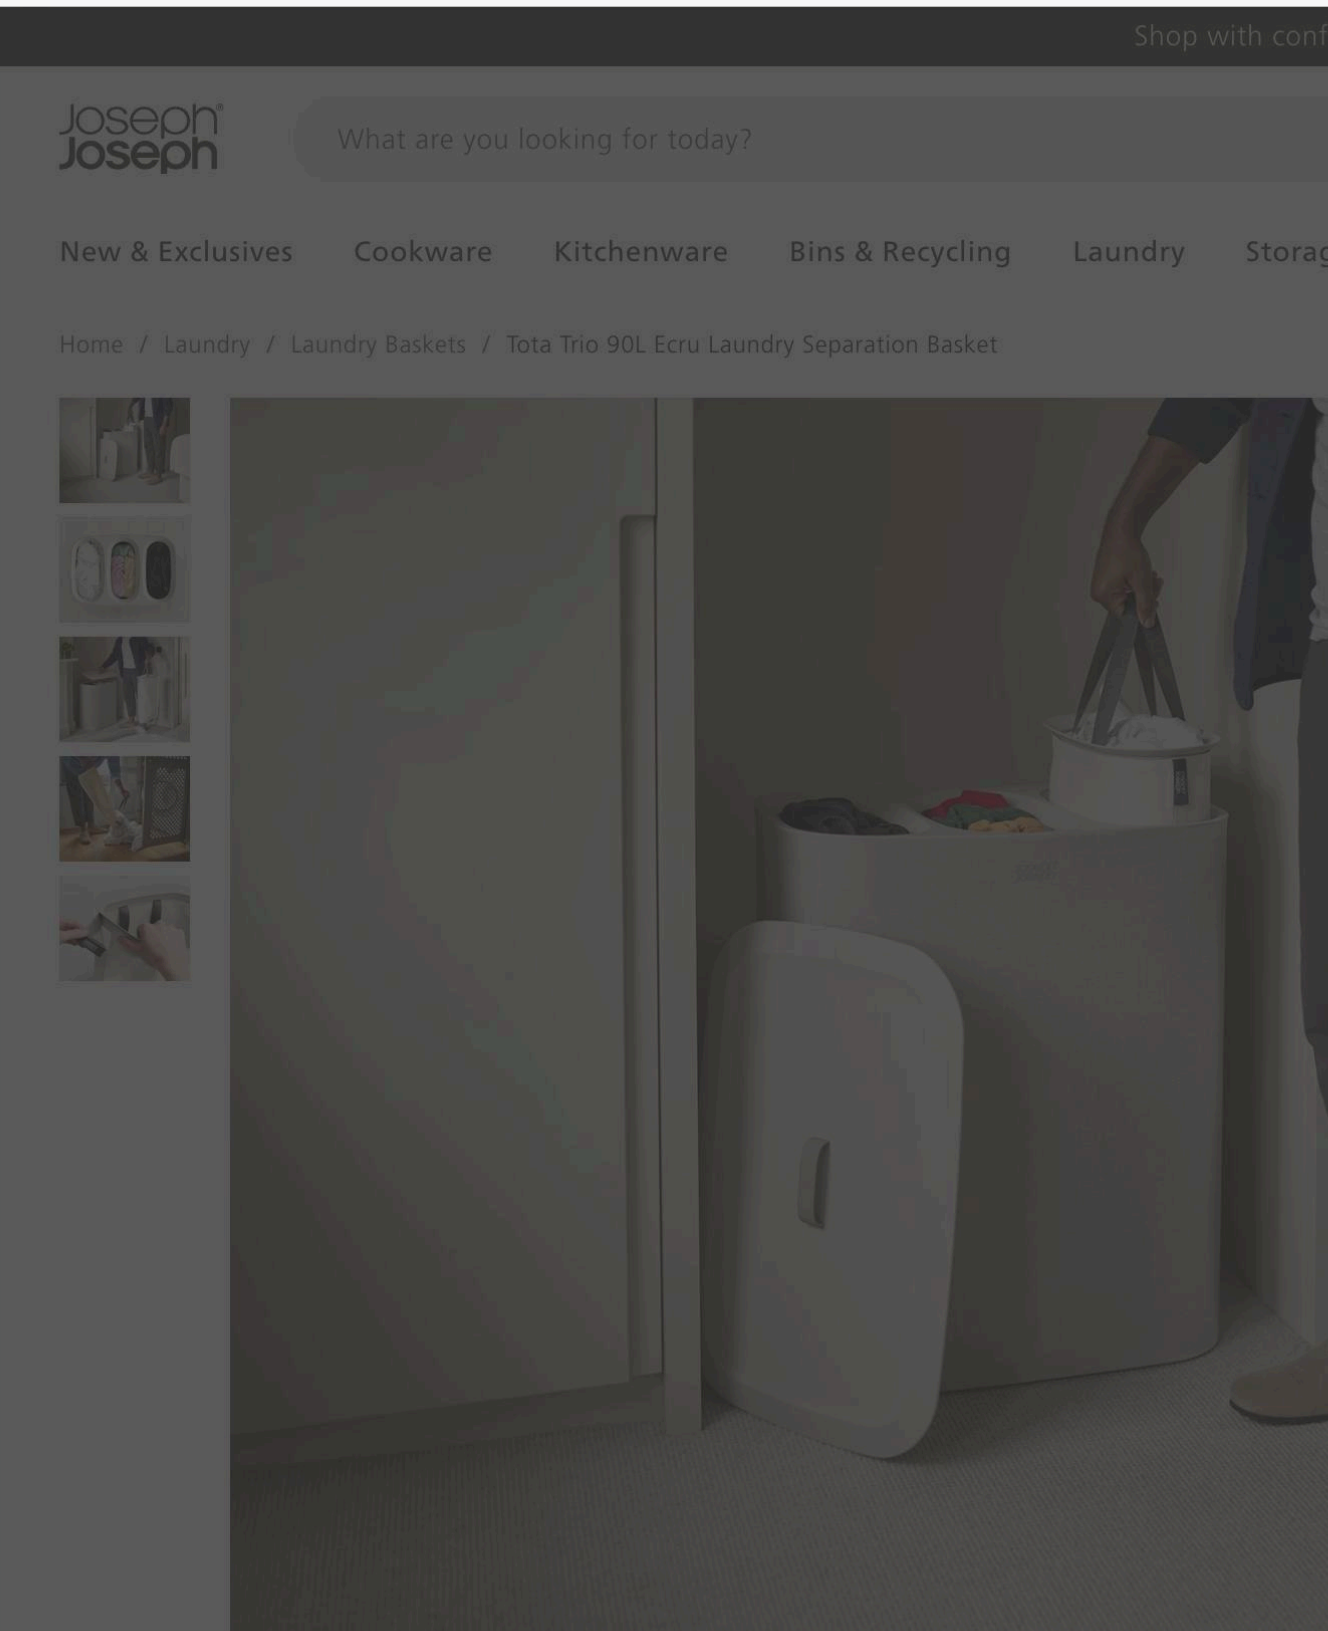 Shop with conf
Joseph®
Joseph
What are you looking for today?
New & Exclusives Cookware Kitchenware Bins & Recycling Laundry Storag
Home / Laundry / Laundry Baskets / Tota Trio 90L Ecru Laundry Separation Basket